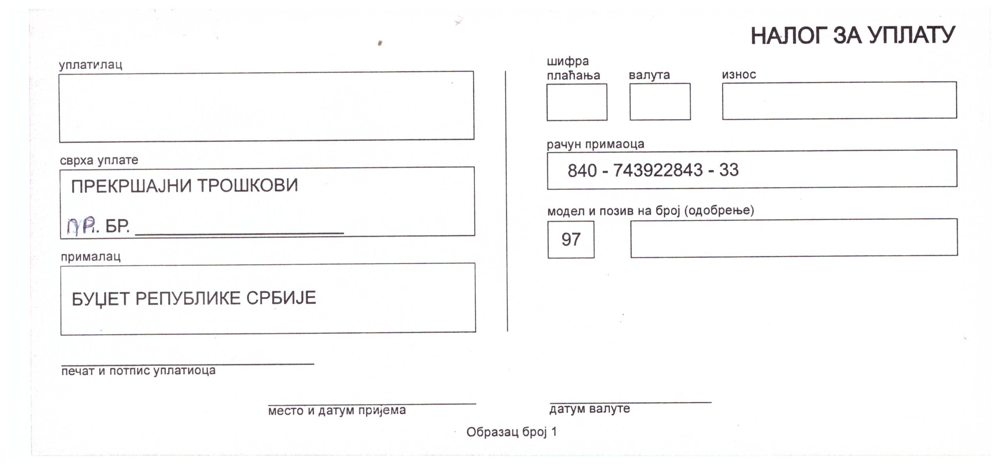 НАЛОГ ЗА УПЛАТУ
уплатилац
сврха уплате
ПРЕКРШАЈНИ ТРОШКОВИ
ПР. БР.
прималац
БУЏЕТ РЕПУБЛИКЕ СРБИЈЕ
печат и потпис уплатиоца
место и датум пријема
шифра
плаћања
валута
износ
рачун примаоца
840 - 743922843 - 33
модел и позив на број (одобрење)
97
датум валуте
Образац број 1